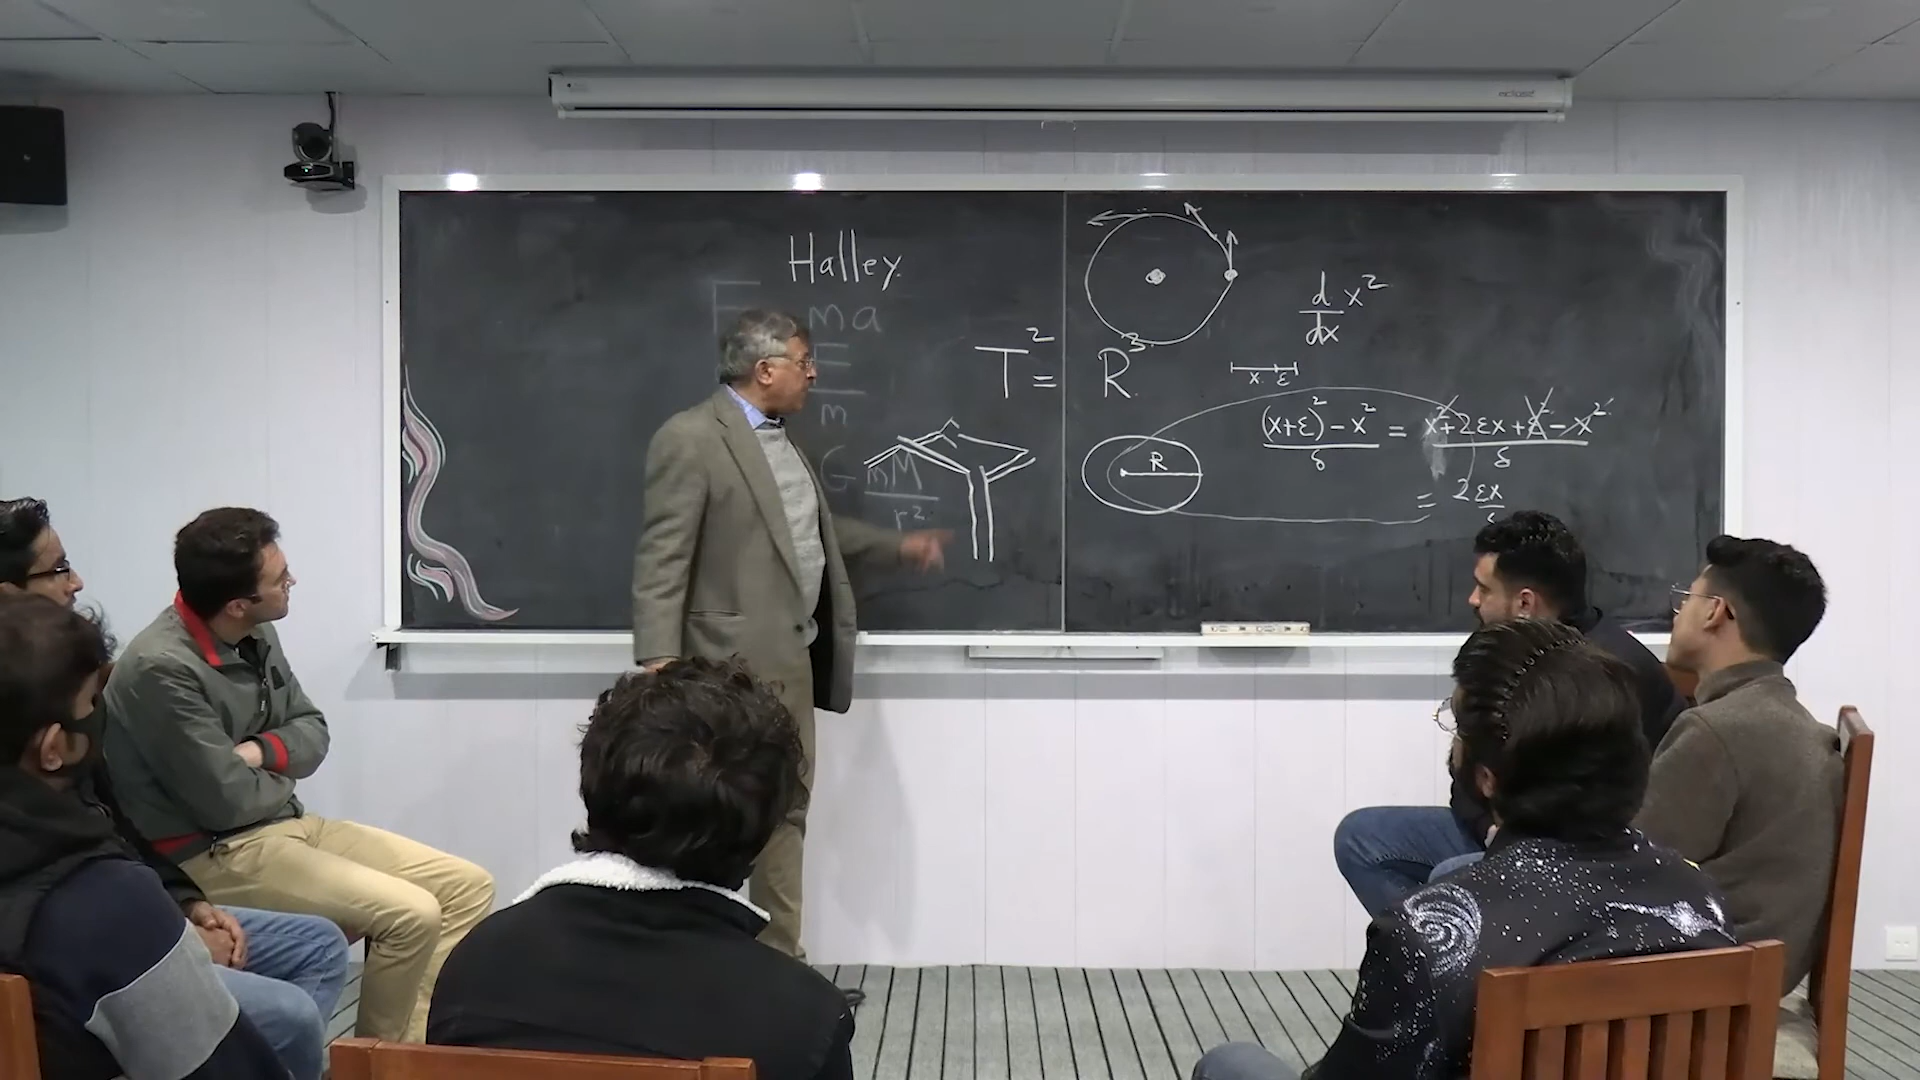 Halley
F ma
m
G mM
r²
T² = R³
R
d/dx x²
x ε
(x+ε)² - x² / ε = x² + 2εx + ε² - x² / ε
= 2εx